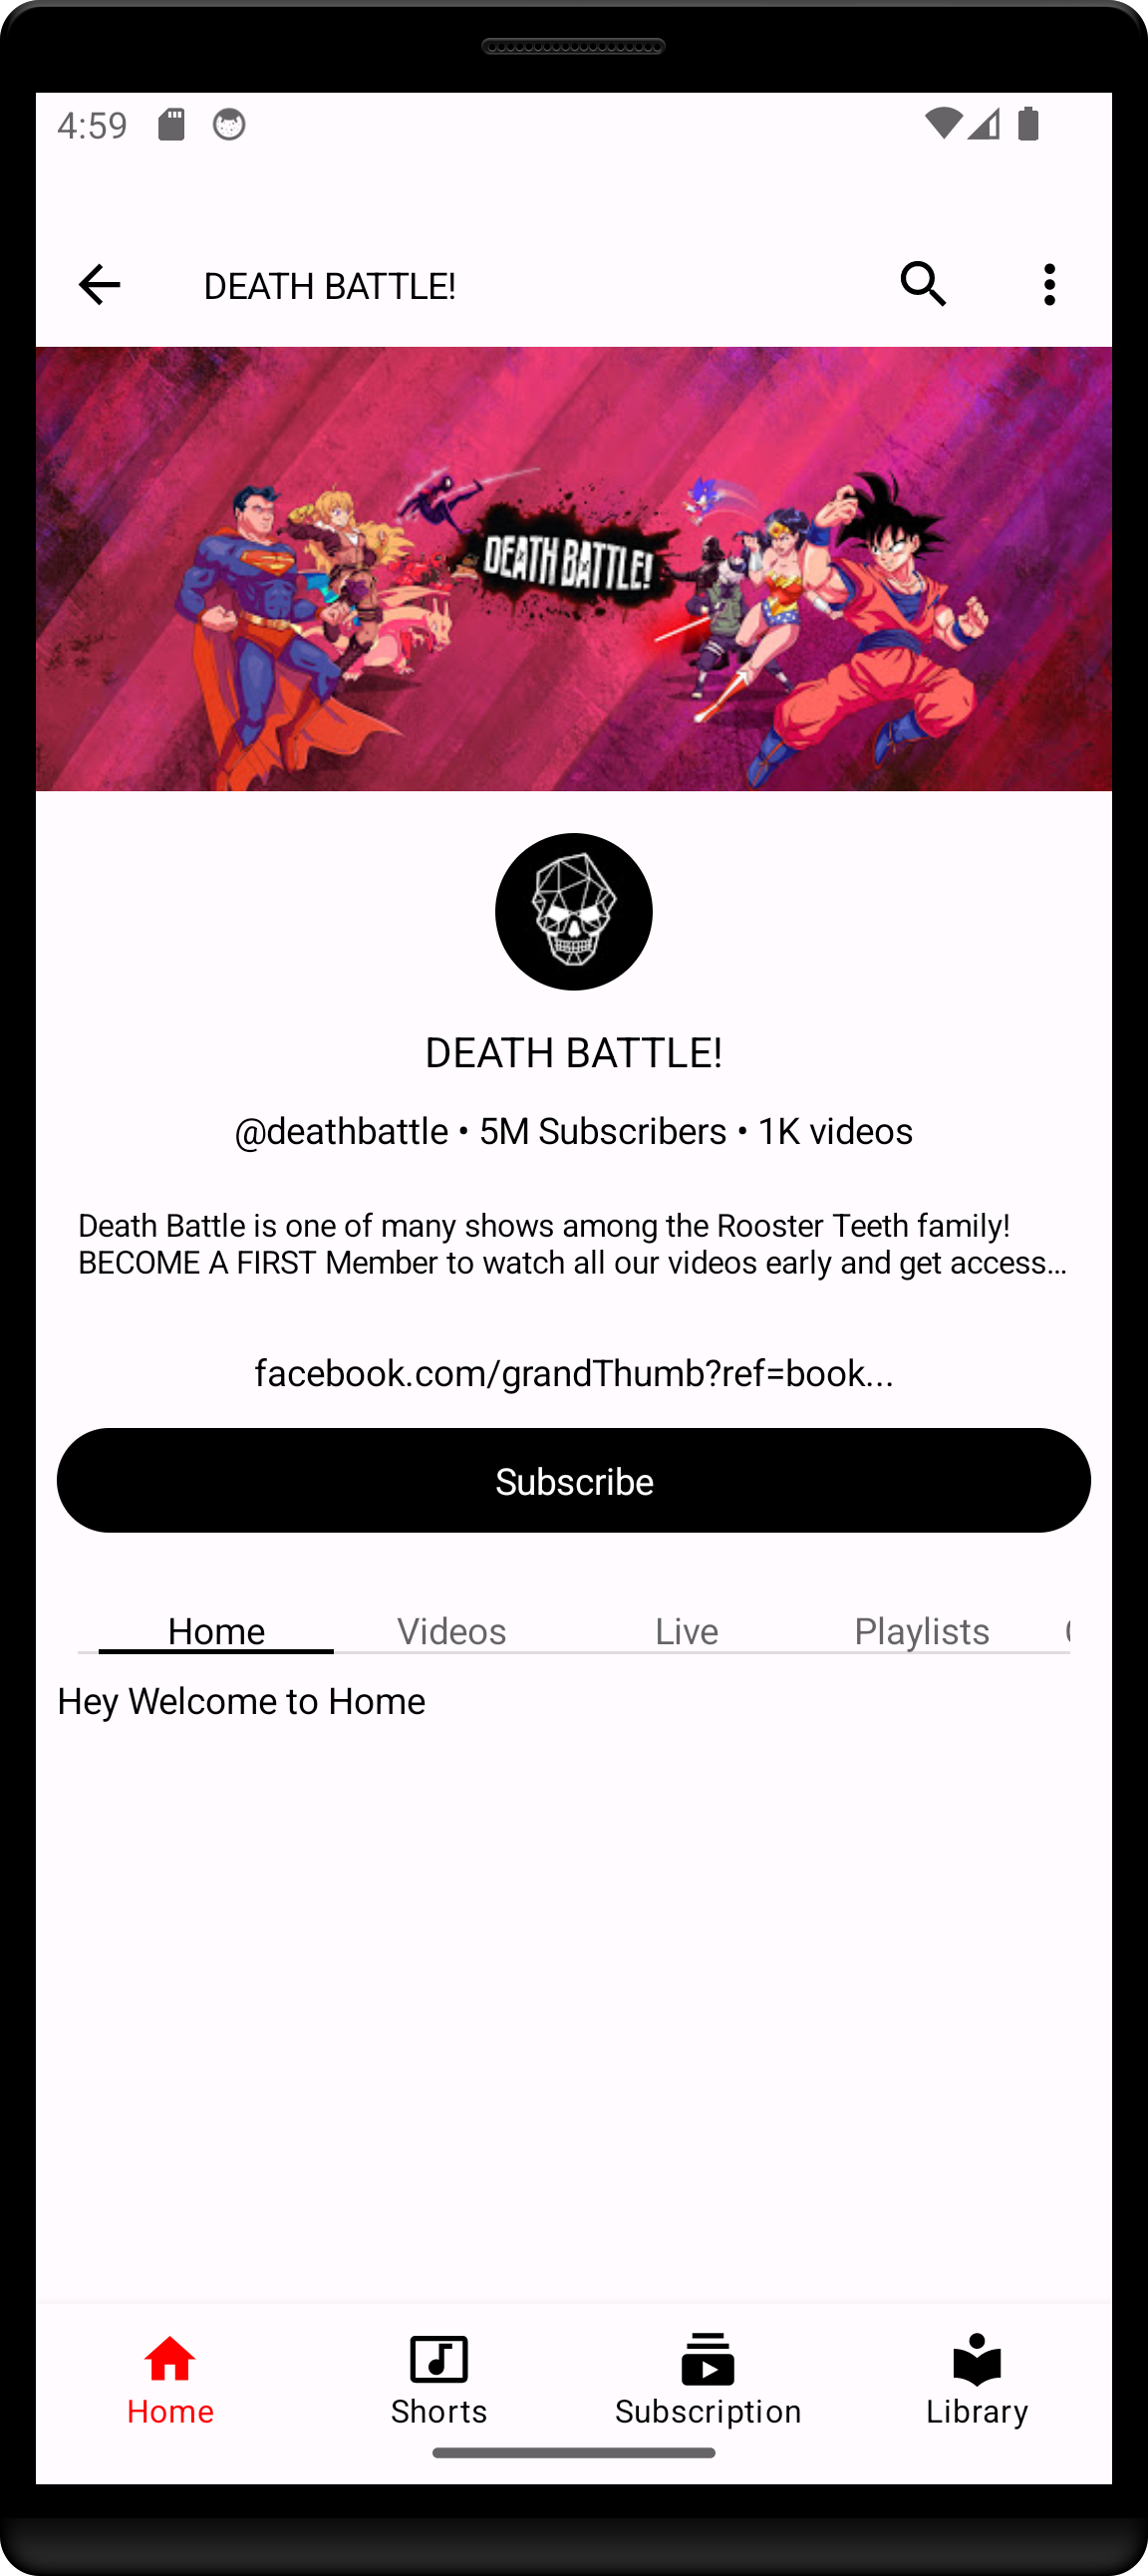 4:59
DEATH BATTLE!
DEATH BATTLE!
DEATH BATTLE!
@deathbattle • 5M Subscribers • 1K videos
Death Battle is one of many shows among the Rooster Teeth family!
BECOME A FIRST Member to watch all our videos early and get access...
facebook.com/grandThumb?ref=book...
Subscribe
Home Videos Live Playlists
Hey Welcome to Home
Home Shorts Subscription Library